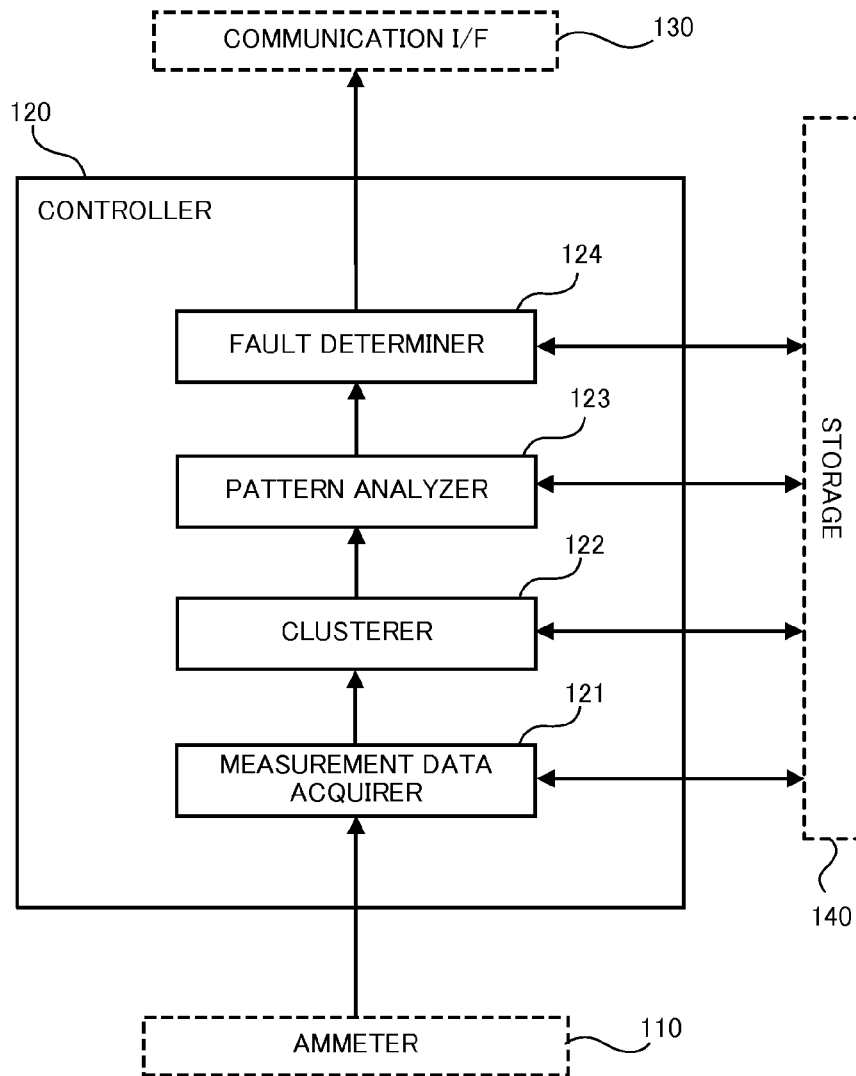 COMMUNICATION I/F
130
120
CONTROLLER
124
FAULT DETERMINER
123
PATTERN ANALYZER
STORAGE
122
CLUSTERER
121
MEASUREMENT DATA
ACQUIRER
140
AMMETER
110